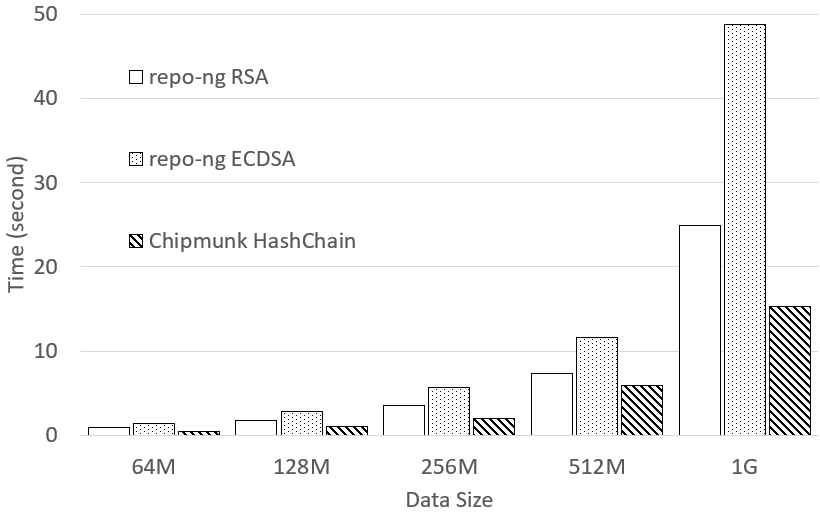 50
40
30
20
10
0
Time (second)
repo-ng RSA
repo-ng ECDSA
Chipmunk HashChain
64M
128M
256M
512M
1G
Data Size